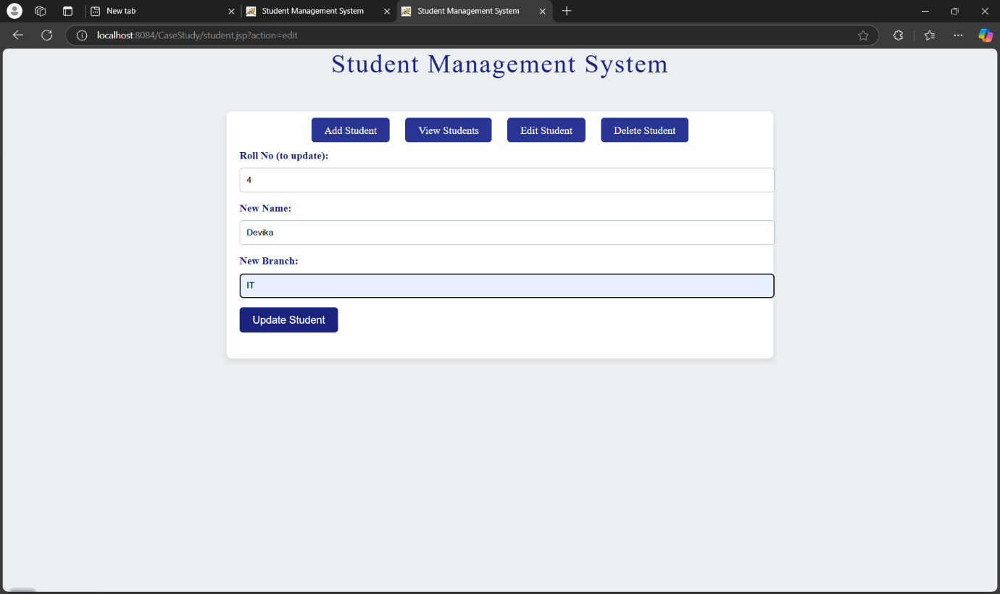 New tab
Student Management System
Student Management System
localhost:8084/CaseStudy/student.jsp?action=edit
Student Management System
Add Student
View Students
Edit Student
Delete Student
Roll No (to update):
4
New Name:
Devika
New Branch:
IT
Update Student